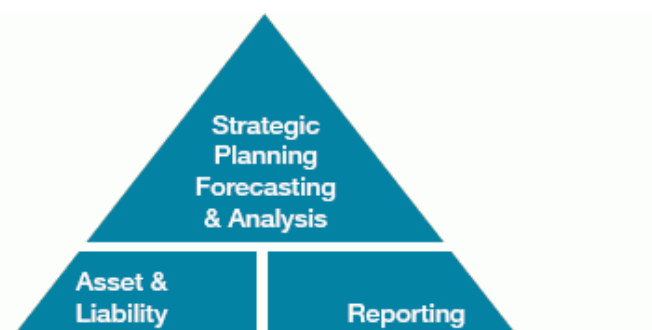 Strategic
Planning
Forecasting
& Analysis
Asset &
Liability
Reporting